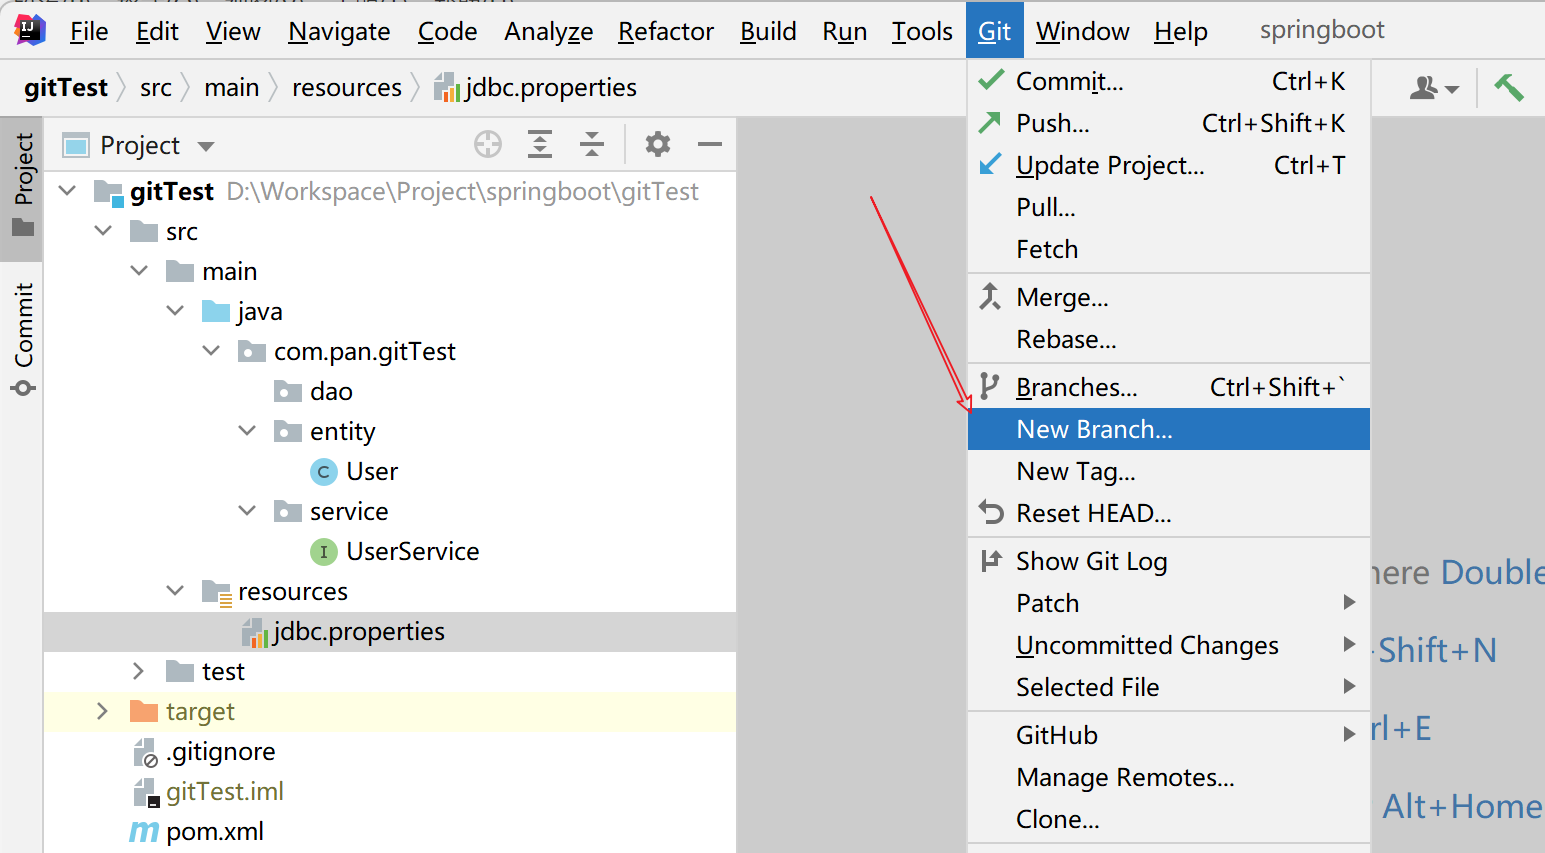 File Edit View Navigate Code Analyze Refactor Build Run Tools Git Window Help springboot
gitTest src main resources jdbc.properties
Project
Commit
Project
gitTest D:\Workspace\Project\springboot\gitTest
src
main
java
com.pan.gitTest
dao
entity
C User
service
I UserService
resources
jdbc.properties
test
target
.gitignore
gitTest.iml
m pom.xml
Commit... Ctrl+K
Push... Ctrl+Shift+K
Update Project... Ctrl+T
Pull...
Fetch
Merge...
Rebase...
Branches... Ctrl+Shift+`
New Branch...
New Tag...
Reset HEAD...
Show Git Log
Patch
Uncommitted Changes
Selected File
GitHub
Manage Remotes...
Clone...
Double
Shift+N
+E
Alt+Home